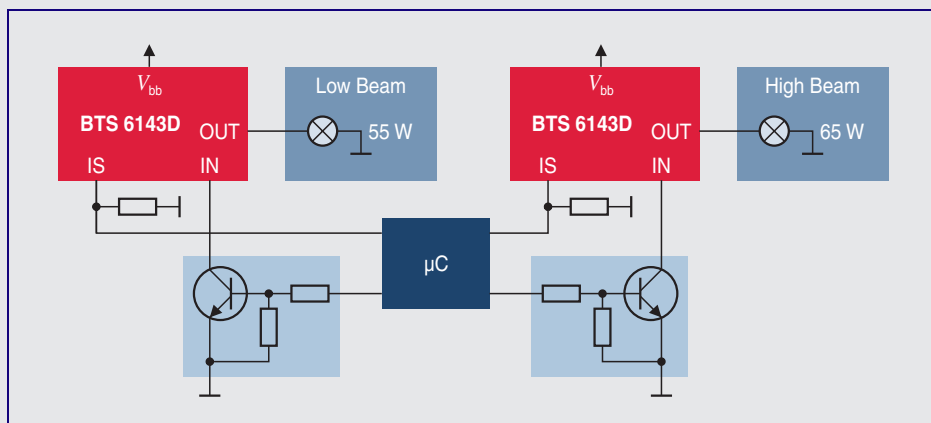 V_bb
BTS 6143D
OUT
IS IN
Low Beam
55 W
V_bb
BTS 6143D
OUT
IS IN
High Beam
65 W
µC